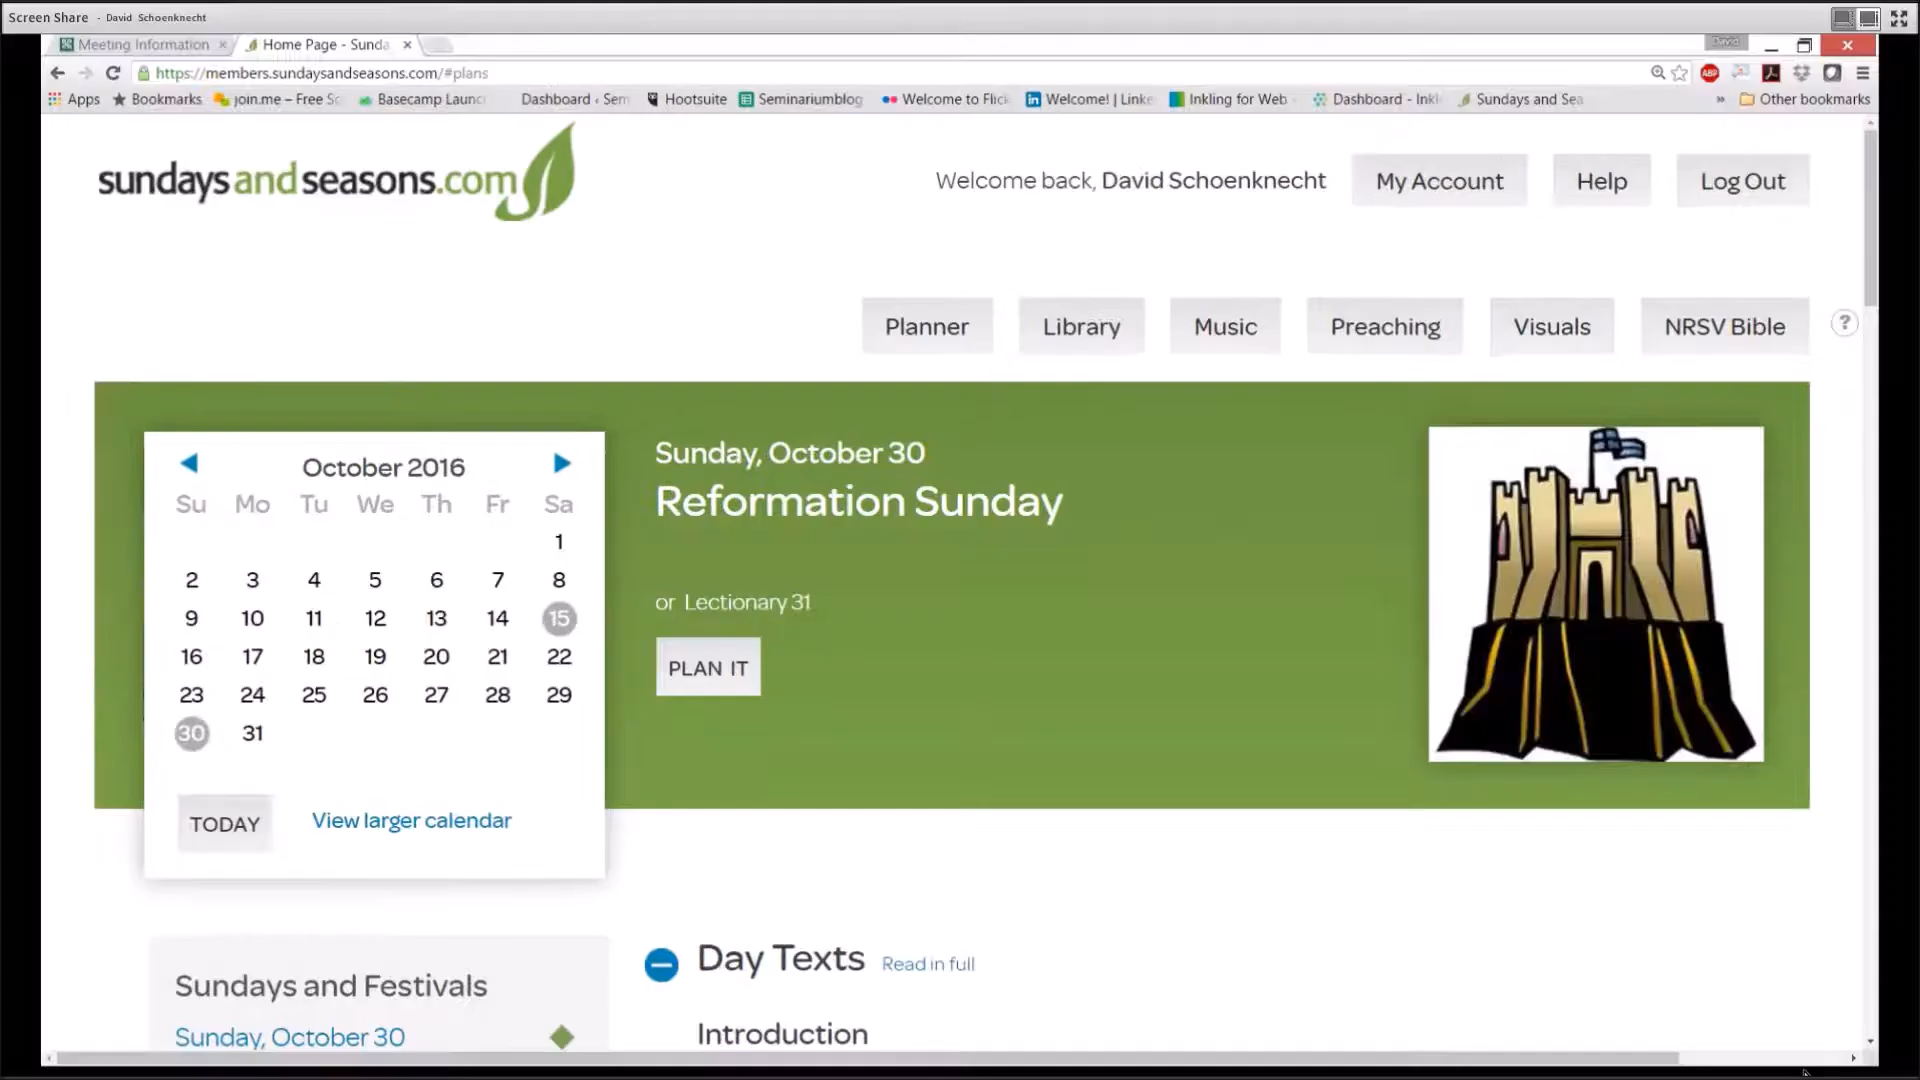 Screen Share - David Schoenknecht
Meeting Information × Home Page - Sunda × David
https://members.sundaysandseasons.com/#plans ABP
Apps Bookmarks join.me – Free Sc Basecamp Launc Dashboard ‹ Sem Hootsuite Seminariumblog Welcome to Flick Welcome! | Linke Inkling for Web Dashboard - Inkl Sundays and Sea » Other bookmarks
sundaysandseasons.com
Welcome back, David Schoenknecht My Account Help Log Out
Planner Library Music Preaching Visuals NRSV Bible ?
October 2016
Su Mo Tu We Th Fr Sa
1
2 3 4 5 6 7 8
9 10 11 12 13 14 15
16 17 18 19 20 21 22
23 24 25 26 27 28 29
30 31
TODAY View larger calendar
Sunday, October 30
Reformation Sunday
or Lectionary 31
PLAN IT
Sundays and Festivals
Sunday, October 30
Day Texts Read in full
Introduction